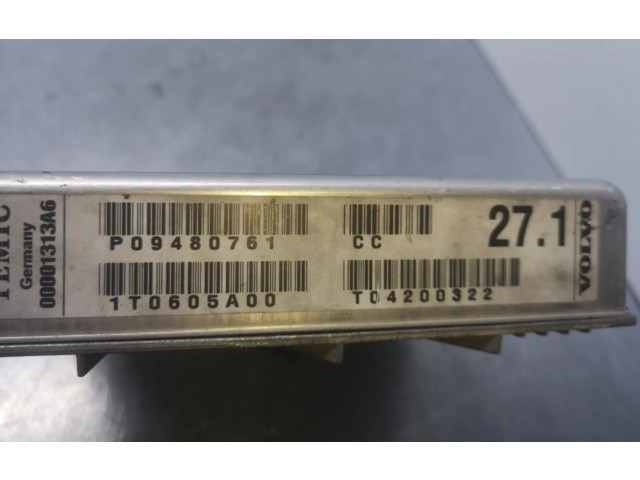 TEMIC
Germany
00001313A6
P09480761
CC
27.1
VOLVO
1T0605A00
T04200322